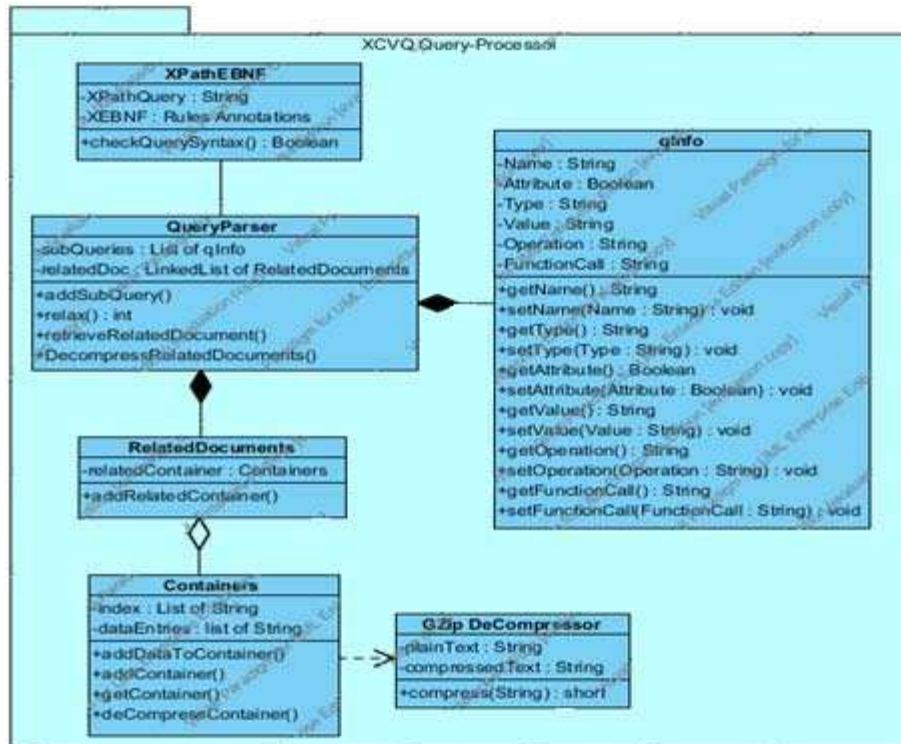 XCVQ Query-Processor
XPathEBNF
-XPathQuery : String
-XEBNF : Rules Annotations
+checkQuerySyntax() : Boolean
QueryParser
-subQueries : List of qInfo
-relatedDoc : LinkedList of RelatedDocuments
+addSubQuery()
+relax() : int
+retrieveRelatedDocument()
+DecompressRelatedDocuments()
qInfo
-Name : String
-Attribute : Boolean
-Type : String
-Value : String
-Operation : String
-FunctionCall : String
+getName() : String
+setName(Name : String) : void
+getType() : String
+setType(Type : String) : void
+getAttribute() : Boolean
+setAttribute(Attribute : Boolean) : void
+getValue() : String
+setValue(Value : String) : void
+getOperation() : String
+setOperation(Operation : String) : void
+getFunctionCall() : String
+setFunctionCall(FunctionCall : String) : void
RelatedDocuments
-relatedContainer : Containers
+addRelatedContainer()
Containers
-index : List of String
-dataEntries : list of String
+addDataToContainer()
+addContainer()
+getContainer()
+deCompressContainer()
GZip DeCompressor
-plainText : String
-compressedText : String
+compress(String) : short